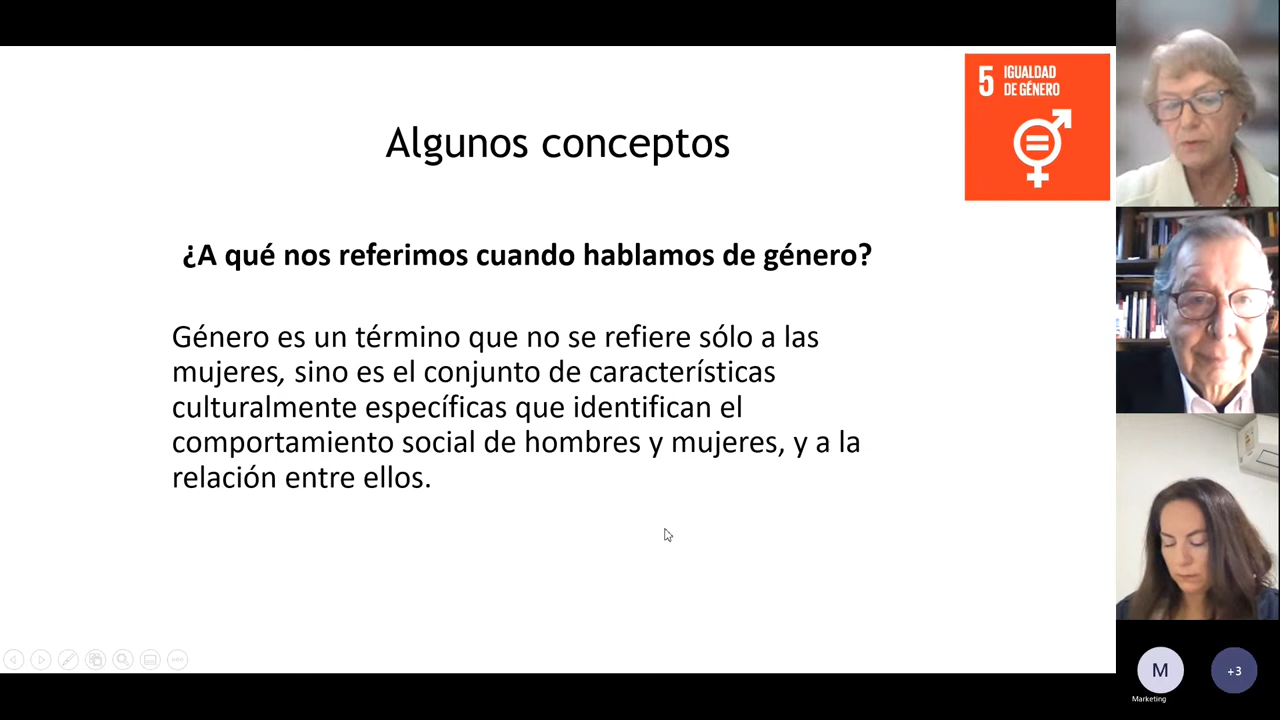 5 IGUALDAD
DE GÉNERO
Algunos conceptos
¿A qué nos referimos cuando hablamos de género?
Género es un término que no se refiere sólo a las
mujeres, sino es el conjunto de características
culturalmente específicas que identifican el
comportamiento social de hombres y mujeres, y a la
relación entre ellos.
M
+3
Marketing